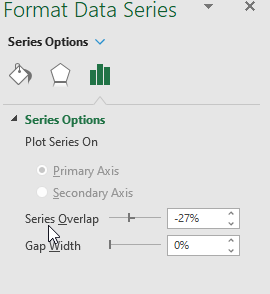 Format Data Series
Series Options
Series Options
Plot Series On
Primary Axis
Secondary Axis
Series Overlap -27%
Gap Width 0%